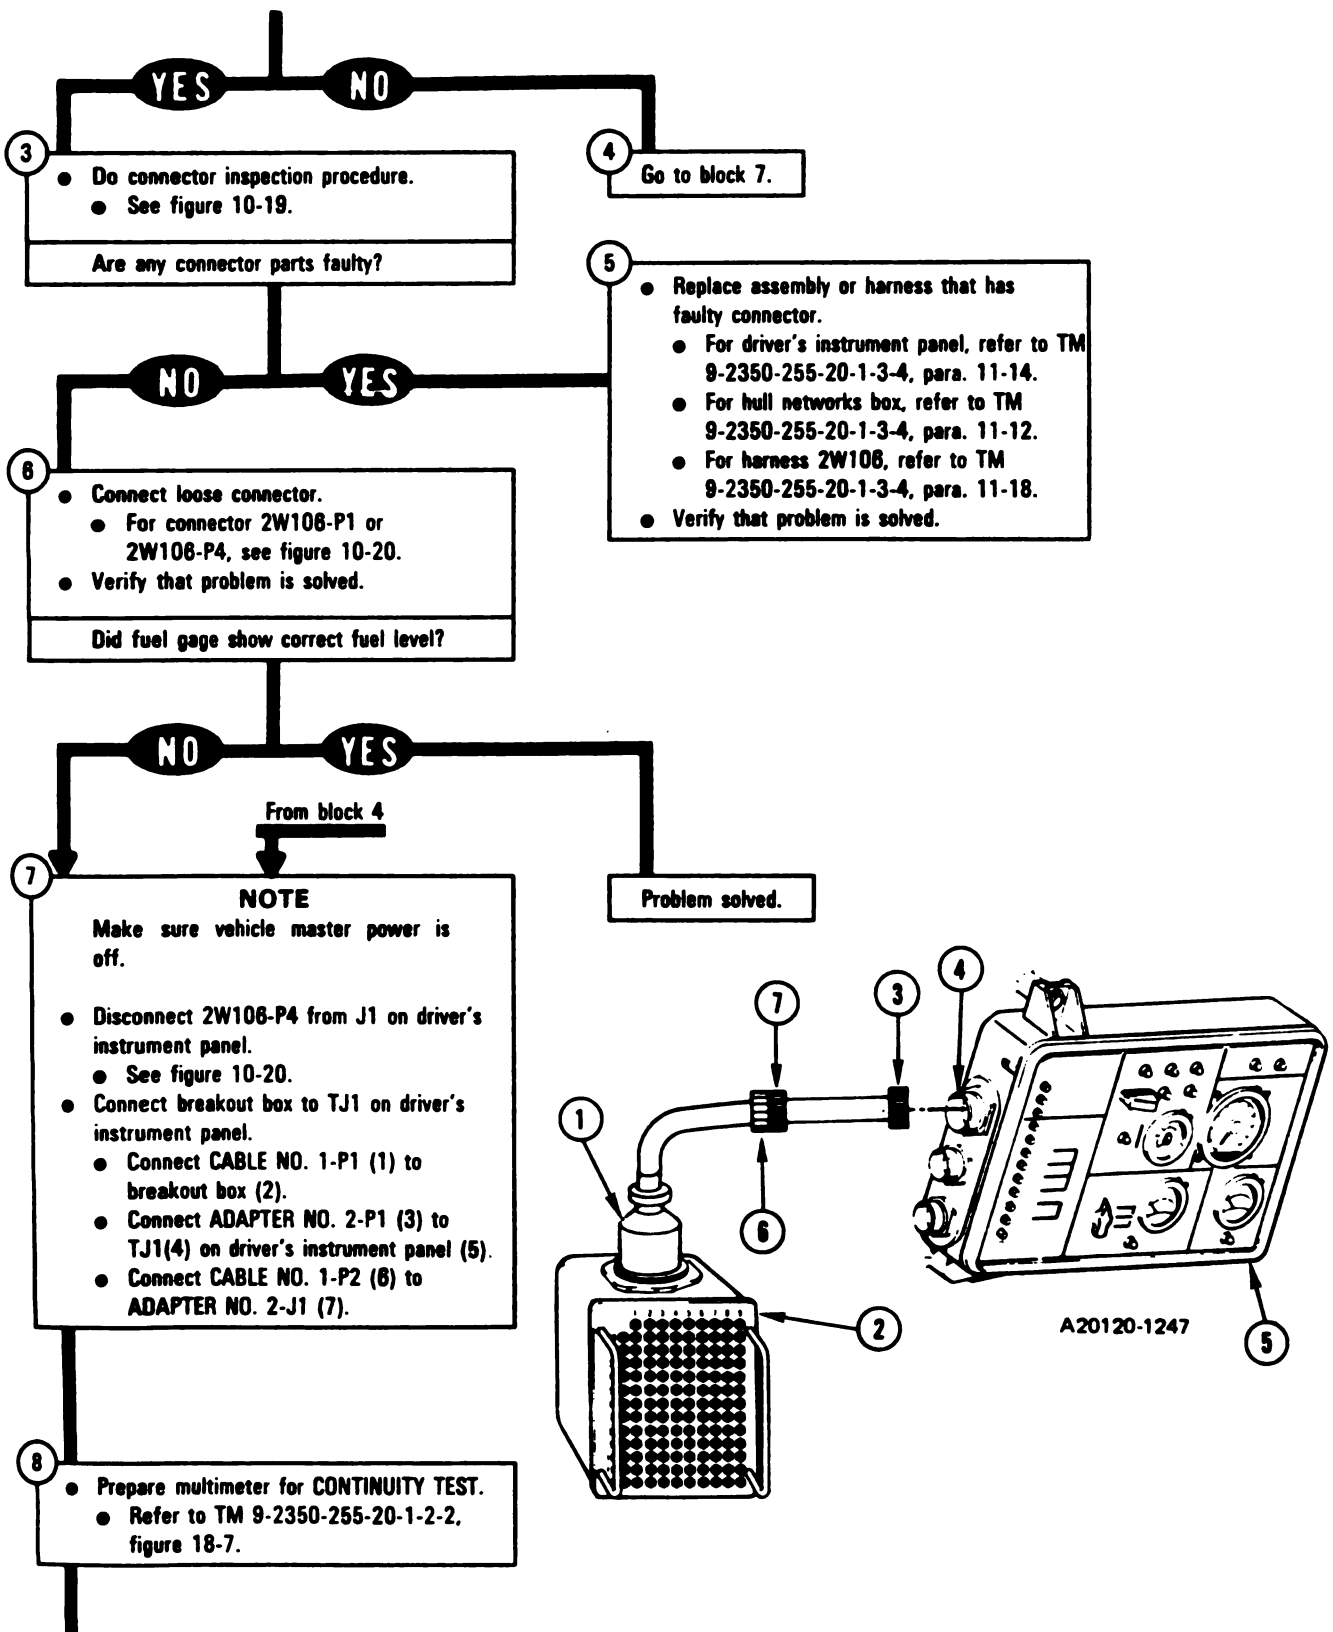 YES NO
3
● Do connector inspection procedure.
● See figure 10-19.
Are any connector parts faulty?
4
Go to block 7.
NO YES
5
● Replace assembly or harness that has
faulty connector.
● For driver's instrument panel, refer to TM
9-2350-255-20-1-3-4, para. 11-14.
● For hull networks box, refer to TM
9-2350-255-20-1-3-4, para. 11-12.
● For harness 2W106, refer to TM
9-2350-255-20-1-3-4, para. 11-18.
● Verify that problem is solved.
6
● Connect loose connector.
● For connector 2W106-P1 or
2W106-P4, see figure 10-20.
● Verify that problem is solved.
Did fuel gage show correct fuel level?
NO YES
From block 4
Problem solved.
7
NOTE
Make sure vehicle master power is
off.
● Disconnect 2W106-P4 from J1 on driver's
instrument panel.
● See figure 10-20.
● Connect breakout box to TJ1 on driver's
instrument panel.
● Connect CABLE NO. 1-P1 (1) to
breakout box (2).
● Connect ADAPTER NO. 2-P1 (3) to
TJ1(4) on driver's instrument panel (5).
● Connect CABLE NO. 1-P2 (6) to
ADAPTER NO. 2-J1 (7).
4
3
7
1
6
2
5
A20120-1247
8
● Prepare multimeter for CONTINUITY TEST.
● Refer to TM 9-2350-255-20-1-2-2,
figure 18-7.